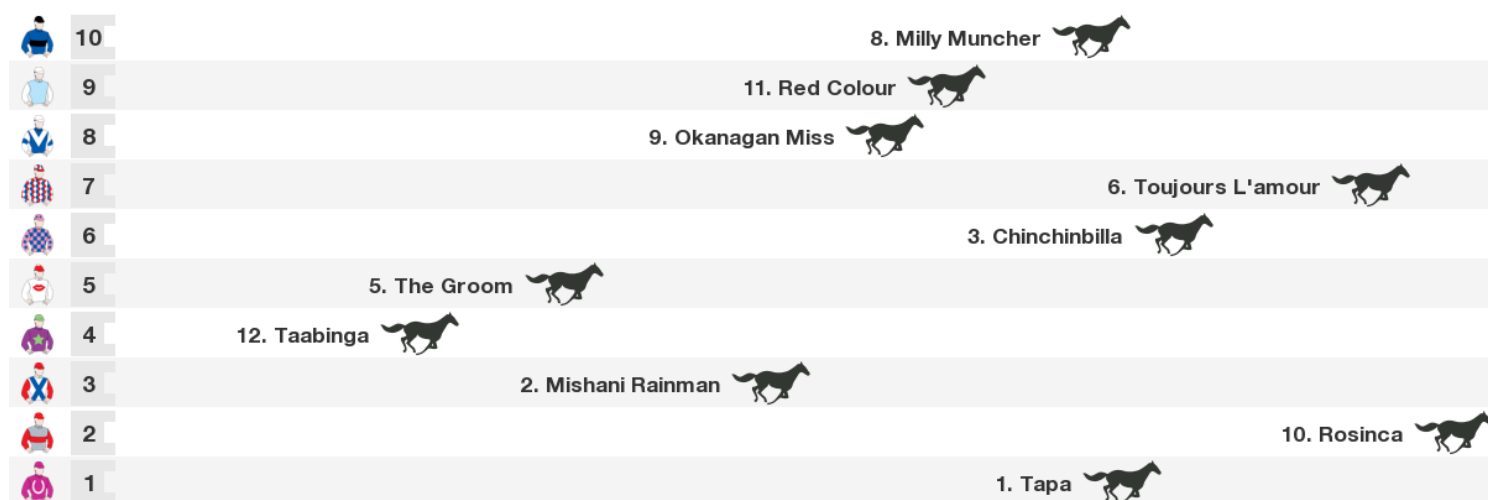 10 8. Milly Muncher
9 11. Red Colour
8 9. Okanagan Miss
7 6. Toujours L'amour
6 3. Chinchinbilla
5 5. The Groom
4 12. Taabinga
3 2. Mishani Rainman
2 10. Rosinca
1 1. Tapa